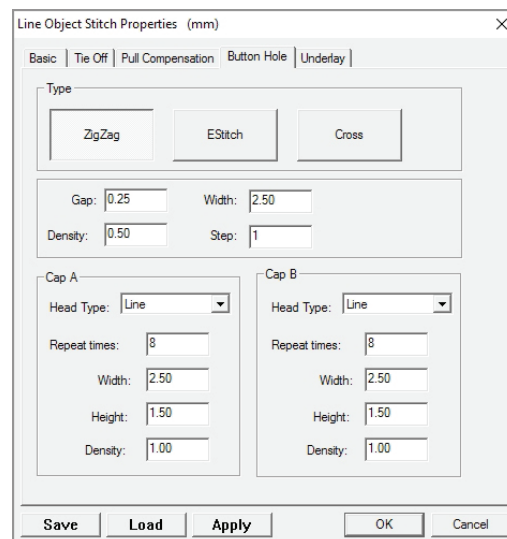 Line Object Stitch Properties (mm)
Basic Tie Off Pull Compensation Button Hole Underlay
Type
ZigZag EStitch Cross
Gap: 0.25 Width: 2.50
Density: 0.50 Step: 1
Cap A
Head Type: Line
Repeat times: 8
Width: 2.50
Height: 1.50
Density: 1.00
Cap B
Head Type: Line
Repeat times: 8
Width: 2.50
Height: 1.50
Density: 1.00
Save Load Apply OK Cancel